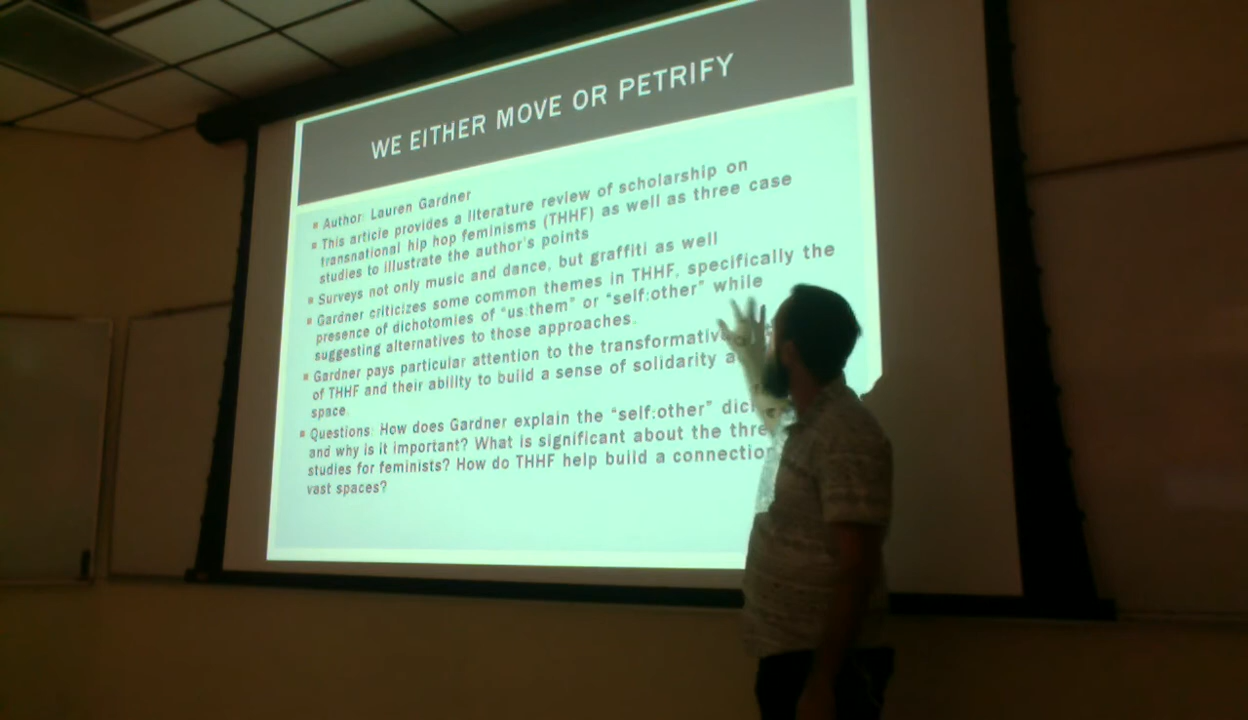 WE EITHER MOVE OR PETRIFY
Author: Lauren Gardner
This article provides a literature review of scholarship on
transnational hip hop feminisms (THHF) as well as three case
studies to illustrate the author's points
Surveys not only music and dance, but graffiti as well
Gardner criticizes some common themes in THHF, specifically the
presence of dichotomies of "us:them" or "self:other" while
suggesting alternatives to those approaches.
Gardner pays particular attention to the
of THHF and their ability to build a sense of solidarity
space.
Questions: How does Gardner explain the "self:other"
and why is it important? What is significant about the
studies for feminists? How do THHF help build a
vast spaces?